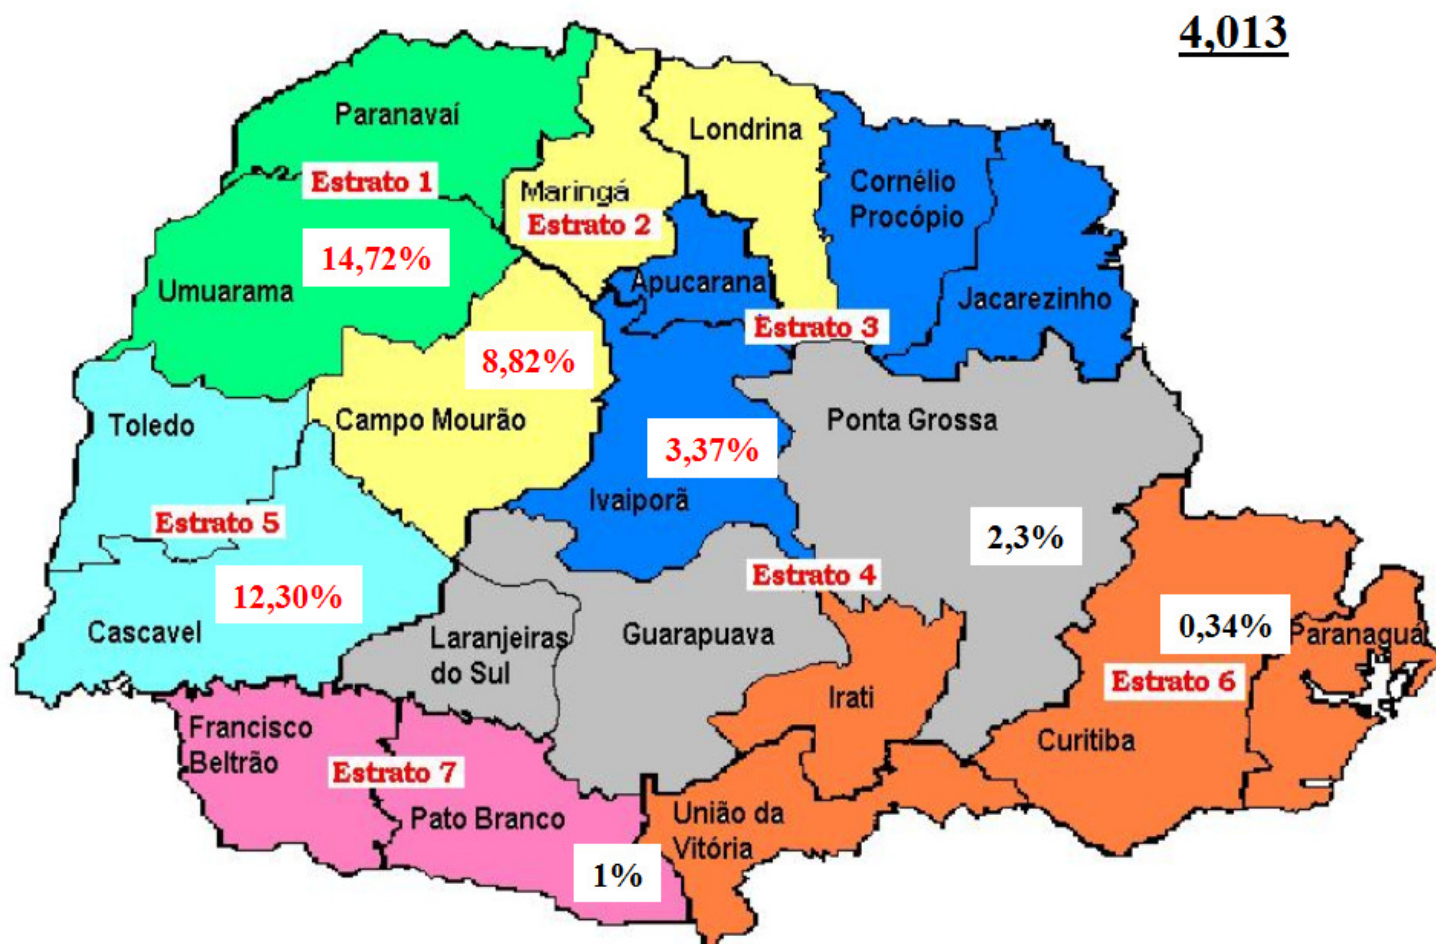 4,013
Paranavaí
Londrina
Estrato 1
Maringá
Estrato 2
Cornélio
Procópio
14,72%
Umuarama
Apucarana
Jacarezinho
Estrato 3
8,82%
Toledo
Campo Mourão
Ponta Grossa
3,37%
Ivaiporã
Estrato 5
2,3%
Estrato 4
12,30%
Cascavel
Laranjeiras
do Sul
Guarapuava
0,34%
Paranagua
Estrato 6
Irati
Francisco
Beltrão
Curitiba
Estrato 7
Pato Branco
União da
Vitória
1%